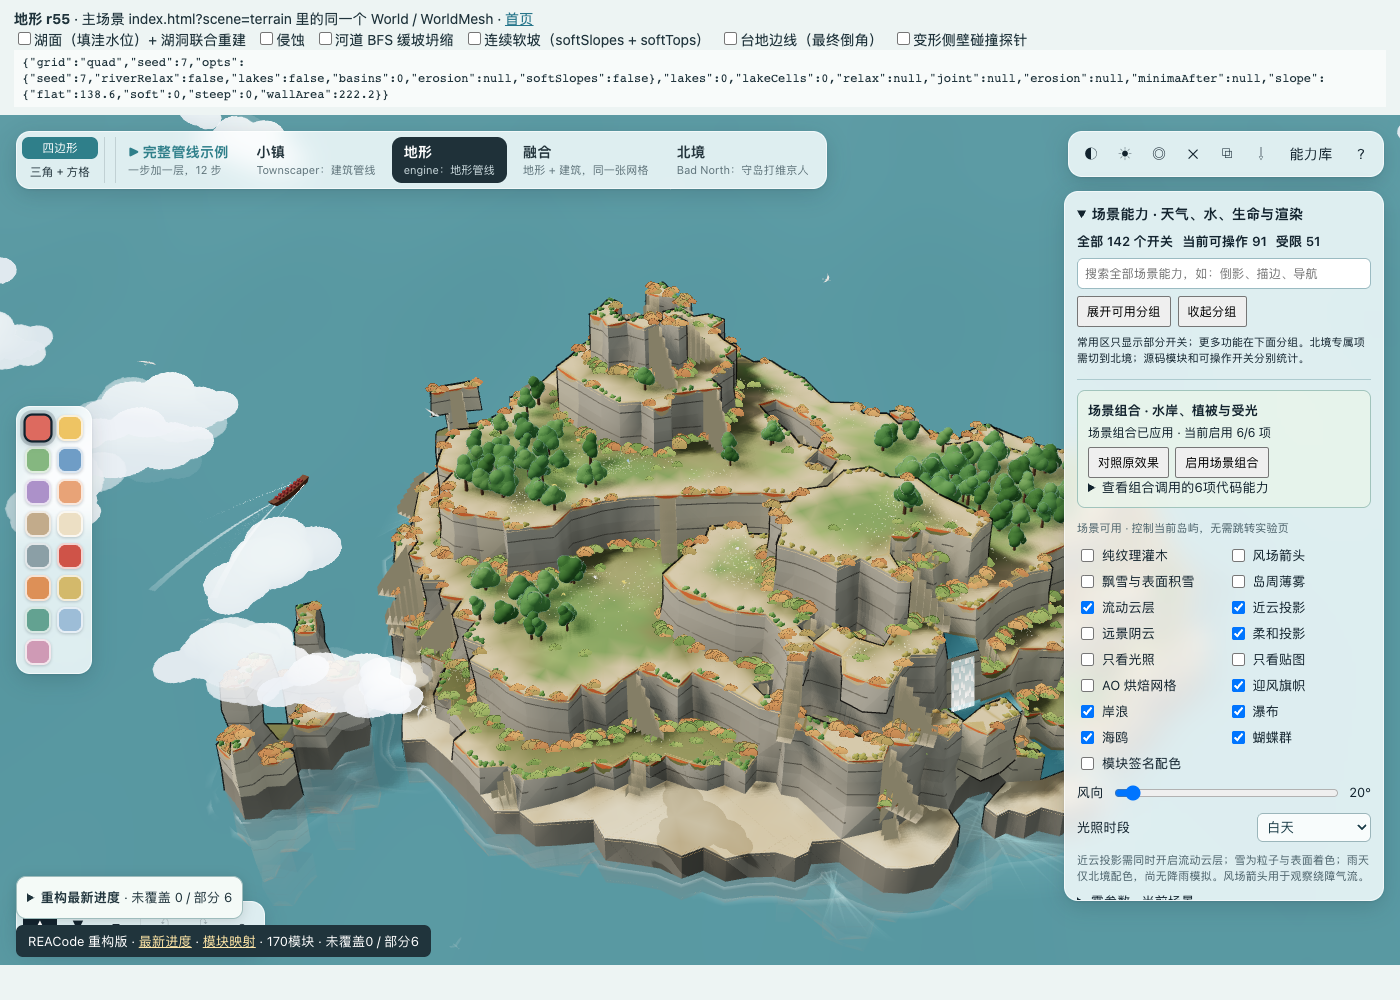 地形 r55 · 主场景 index.html?scene=terrain 里的同一个 World / WorldMesh · 首页
湖面（填洼水位）+ 湖洞联合重建 侵蚀 河道 BFS 缓坡坍缩 连续软坡（softSlopes + softTops） 台地边线（最终倒角） 变形侧壁碰撞探针
{"grid":"quad","seed":7,"opts":
{"seed":7,"riverRelax":false,"lakes":false,"basins":0,"erosion":null,"softSlopes":false},"lakes":0,"lakeCells":0,"relax":null,"joint":null,"erosion":null,"minimaAfter":null,"slope":
{"flat":138.6,"soft":0,"steep":0,"wallArea":222.2}}
四边形
三角 + 方格
▶ 完整管线示例
一步加一层，12 步
小镇
Townscaper：建筑管线
地形
engine：地形管线
融合
地形 + 建筑，同一张网格
北境
Bad North：守岛打维京人
能力库 ?
▼ 场景能力 · 天气、水、生命与渲染
全部 142 个开关 当前可操作 91 受限 51
搜索全部场景能力，如：倒影、描边、导航
展开可用分组 收起分组
常用区只显示部分开关；更多功能在下面分组。北境专属项
需切到北境；源码模块和可操作开关分别统计。
场景组合 · 水岸、植被与受光
场景组合已应用 · 当前启用 6/6 项
对照原效果 启用场景组合
▶ 查看组合调用的6项代码能力
场景可用 · 控制当前岛屿，无需跳转实验页
纯纹理灌木 风场箭头
飘雪与表面积雪 岛周薄雾
流动云层 近云投影
远景阴云 柔和投影
只看光照 只看贴图
AO 烘焙网格 迎风旗帜
岸浪 瀑布
海鸥 蝴蝶群
模块签名配色
风向 20°
光照时段 白天
近云投影需同时开启流动云层；雪为粒子与表面着色；雨天
仅北境配色，尚无降雨模拟。风场箭头用于观察绕障气流。
▶ 重构最新进度 · 未覆盖 0 / 部分 6
REACode 重构版 · 最新进度 · 模块映射 · 170模块 · 未覆盖0 / 部分6